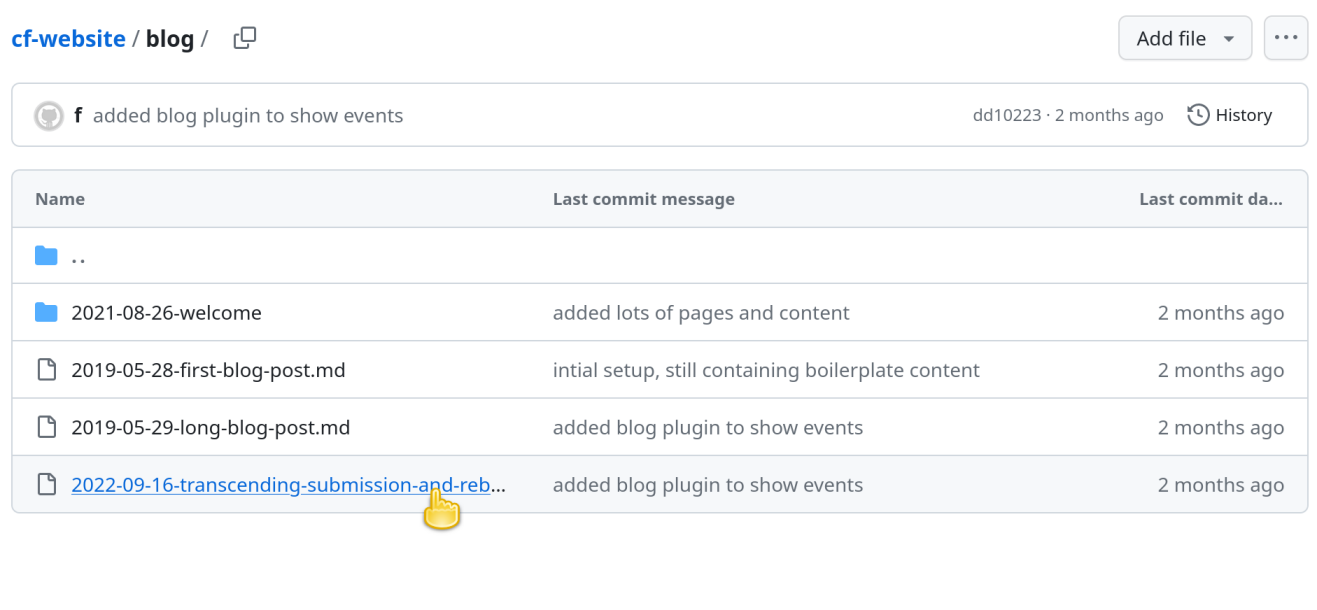 cf-website / blog /
Add file
f added blog plugin to show events
dd10223 · 2 months ago
History
Name Last commit message Last commit da...
..
2021-08-26-welcome added lots of pages and content 2 months ago
2019-05-28-first-blog-post.md intial setup, still containing boilerplate content 2 months ago
2019-05-29-long-blog-post.md added blog plugin to show events 2 months ago
2022-09-16-transcending-submission-and-reb... added blog plugin to show events 2 months ago